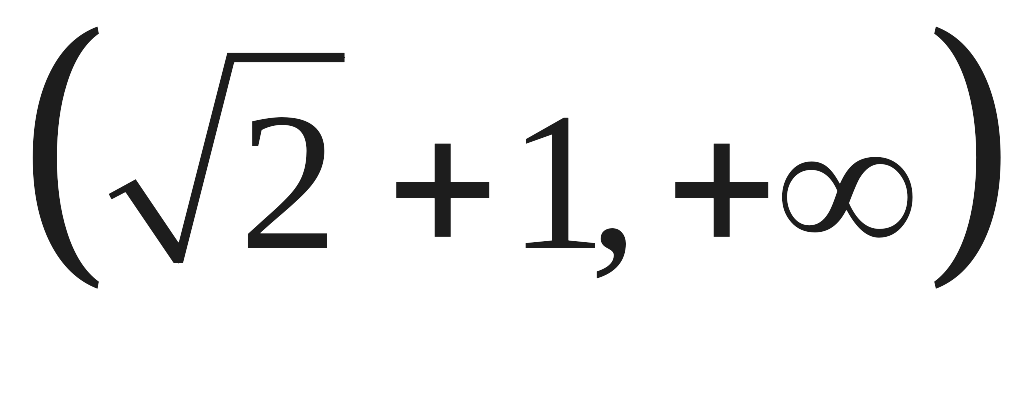 (√2 +1, +∞)